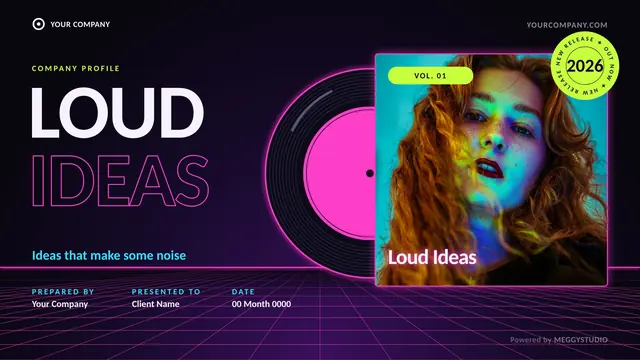 YOUR COMPANY
YOURCOMPANY.COM
COMPANY PROFILE
LOUD
IDEAS
Ideas that make some noise
PREPARED BY
Your Company
PRESENTED TO
Client Name
DATE
00 Month 0000
VOL. 01
Loud Ideas
NEW RELEASE ✦ OUT NOW ✦ NEW RELEASE
2026
Powered by MEGGYSTUDIO